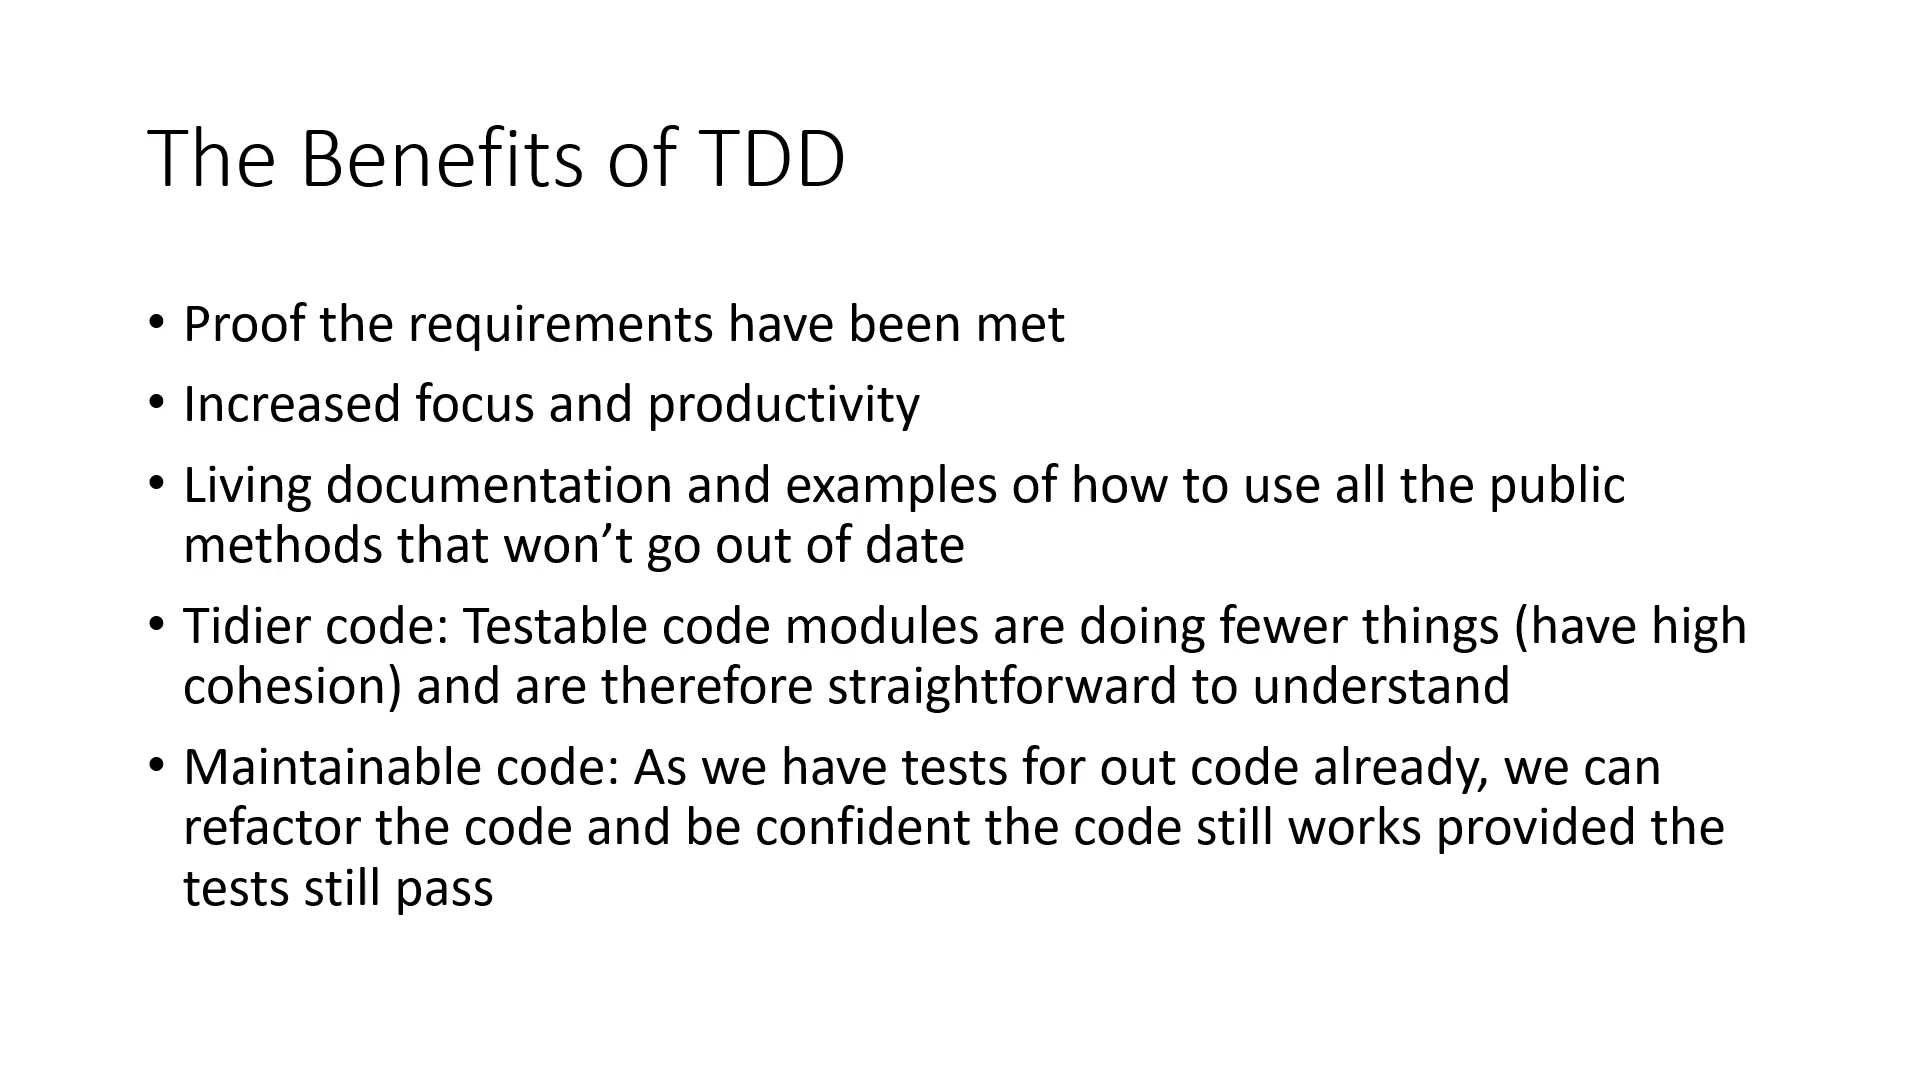 The Benefits of TDD
• Proof the requirements have been met
• Increased focus and productivity
• Living documentation and examples of how to use all the public
methods that won’t go out of date
• Tidier code: Testable code modules are doing fewer things (have high
cohesion) and are therefore straightforward to understand
• Maintainable code: As we have tests for out code already, we can
refactor the code and be confident the code still works provided the
tests still pass